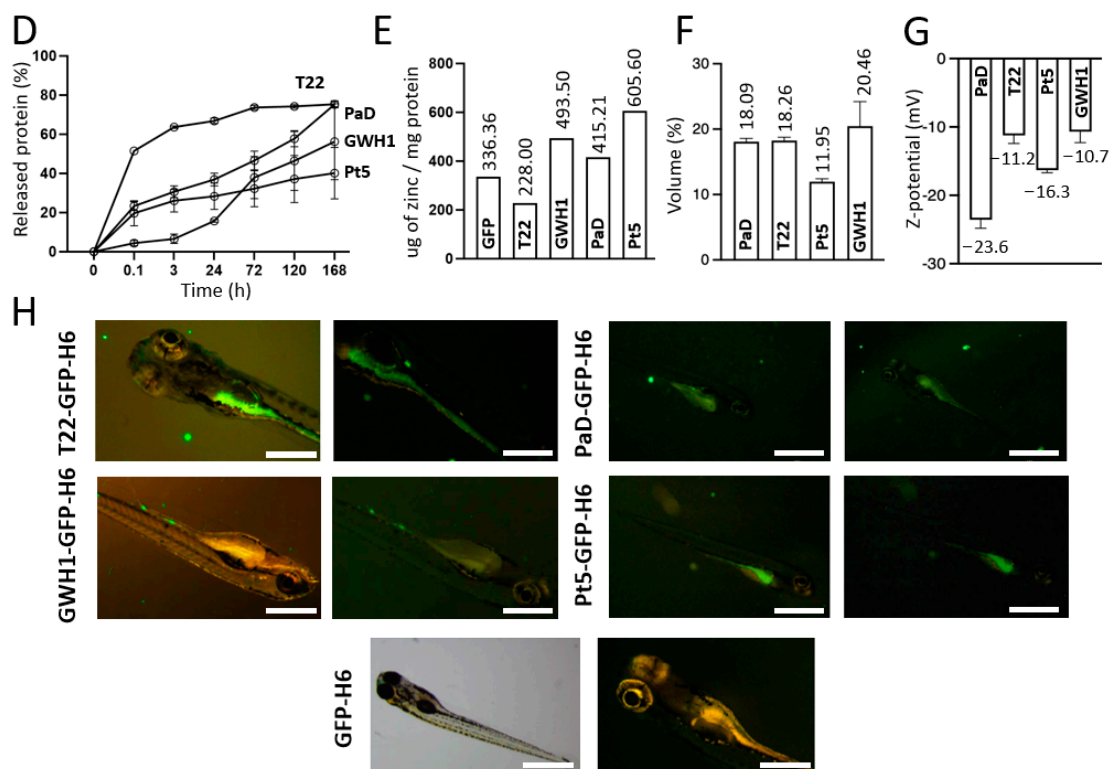 D
Released protein (%)
100
80
60
40
20
0
0
0.1
3
24
72
120
168
Time (h)
T22
PaD
GWH1
Pt5
E
ug of zinc / mg protein
800
600
400
200
0
336.36
228.00
493.50
415.21
605.60
GFP
T22
GWH1
PaD
Pt5
F
Volume (%)
30
20
10
0
18.09
18.26
11.95
20.46
PaD
T22
Pt5
GWH1
G
Z-potential (mV)
0
-10
-20
-30
PaD
T22
Pt5
GWH1
−23.6
−11.2
−16.3
−10.7
H
T22-GFP-H6
PaD-GFP-H6
GWH1-GFP-H6
Pt5-GFP-H6
GFP-H6